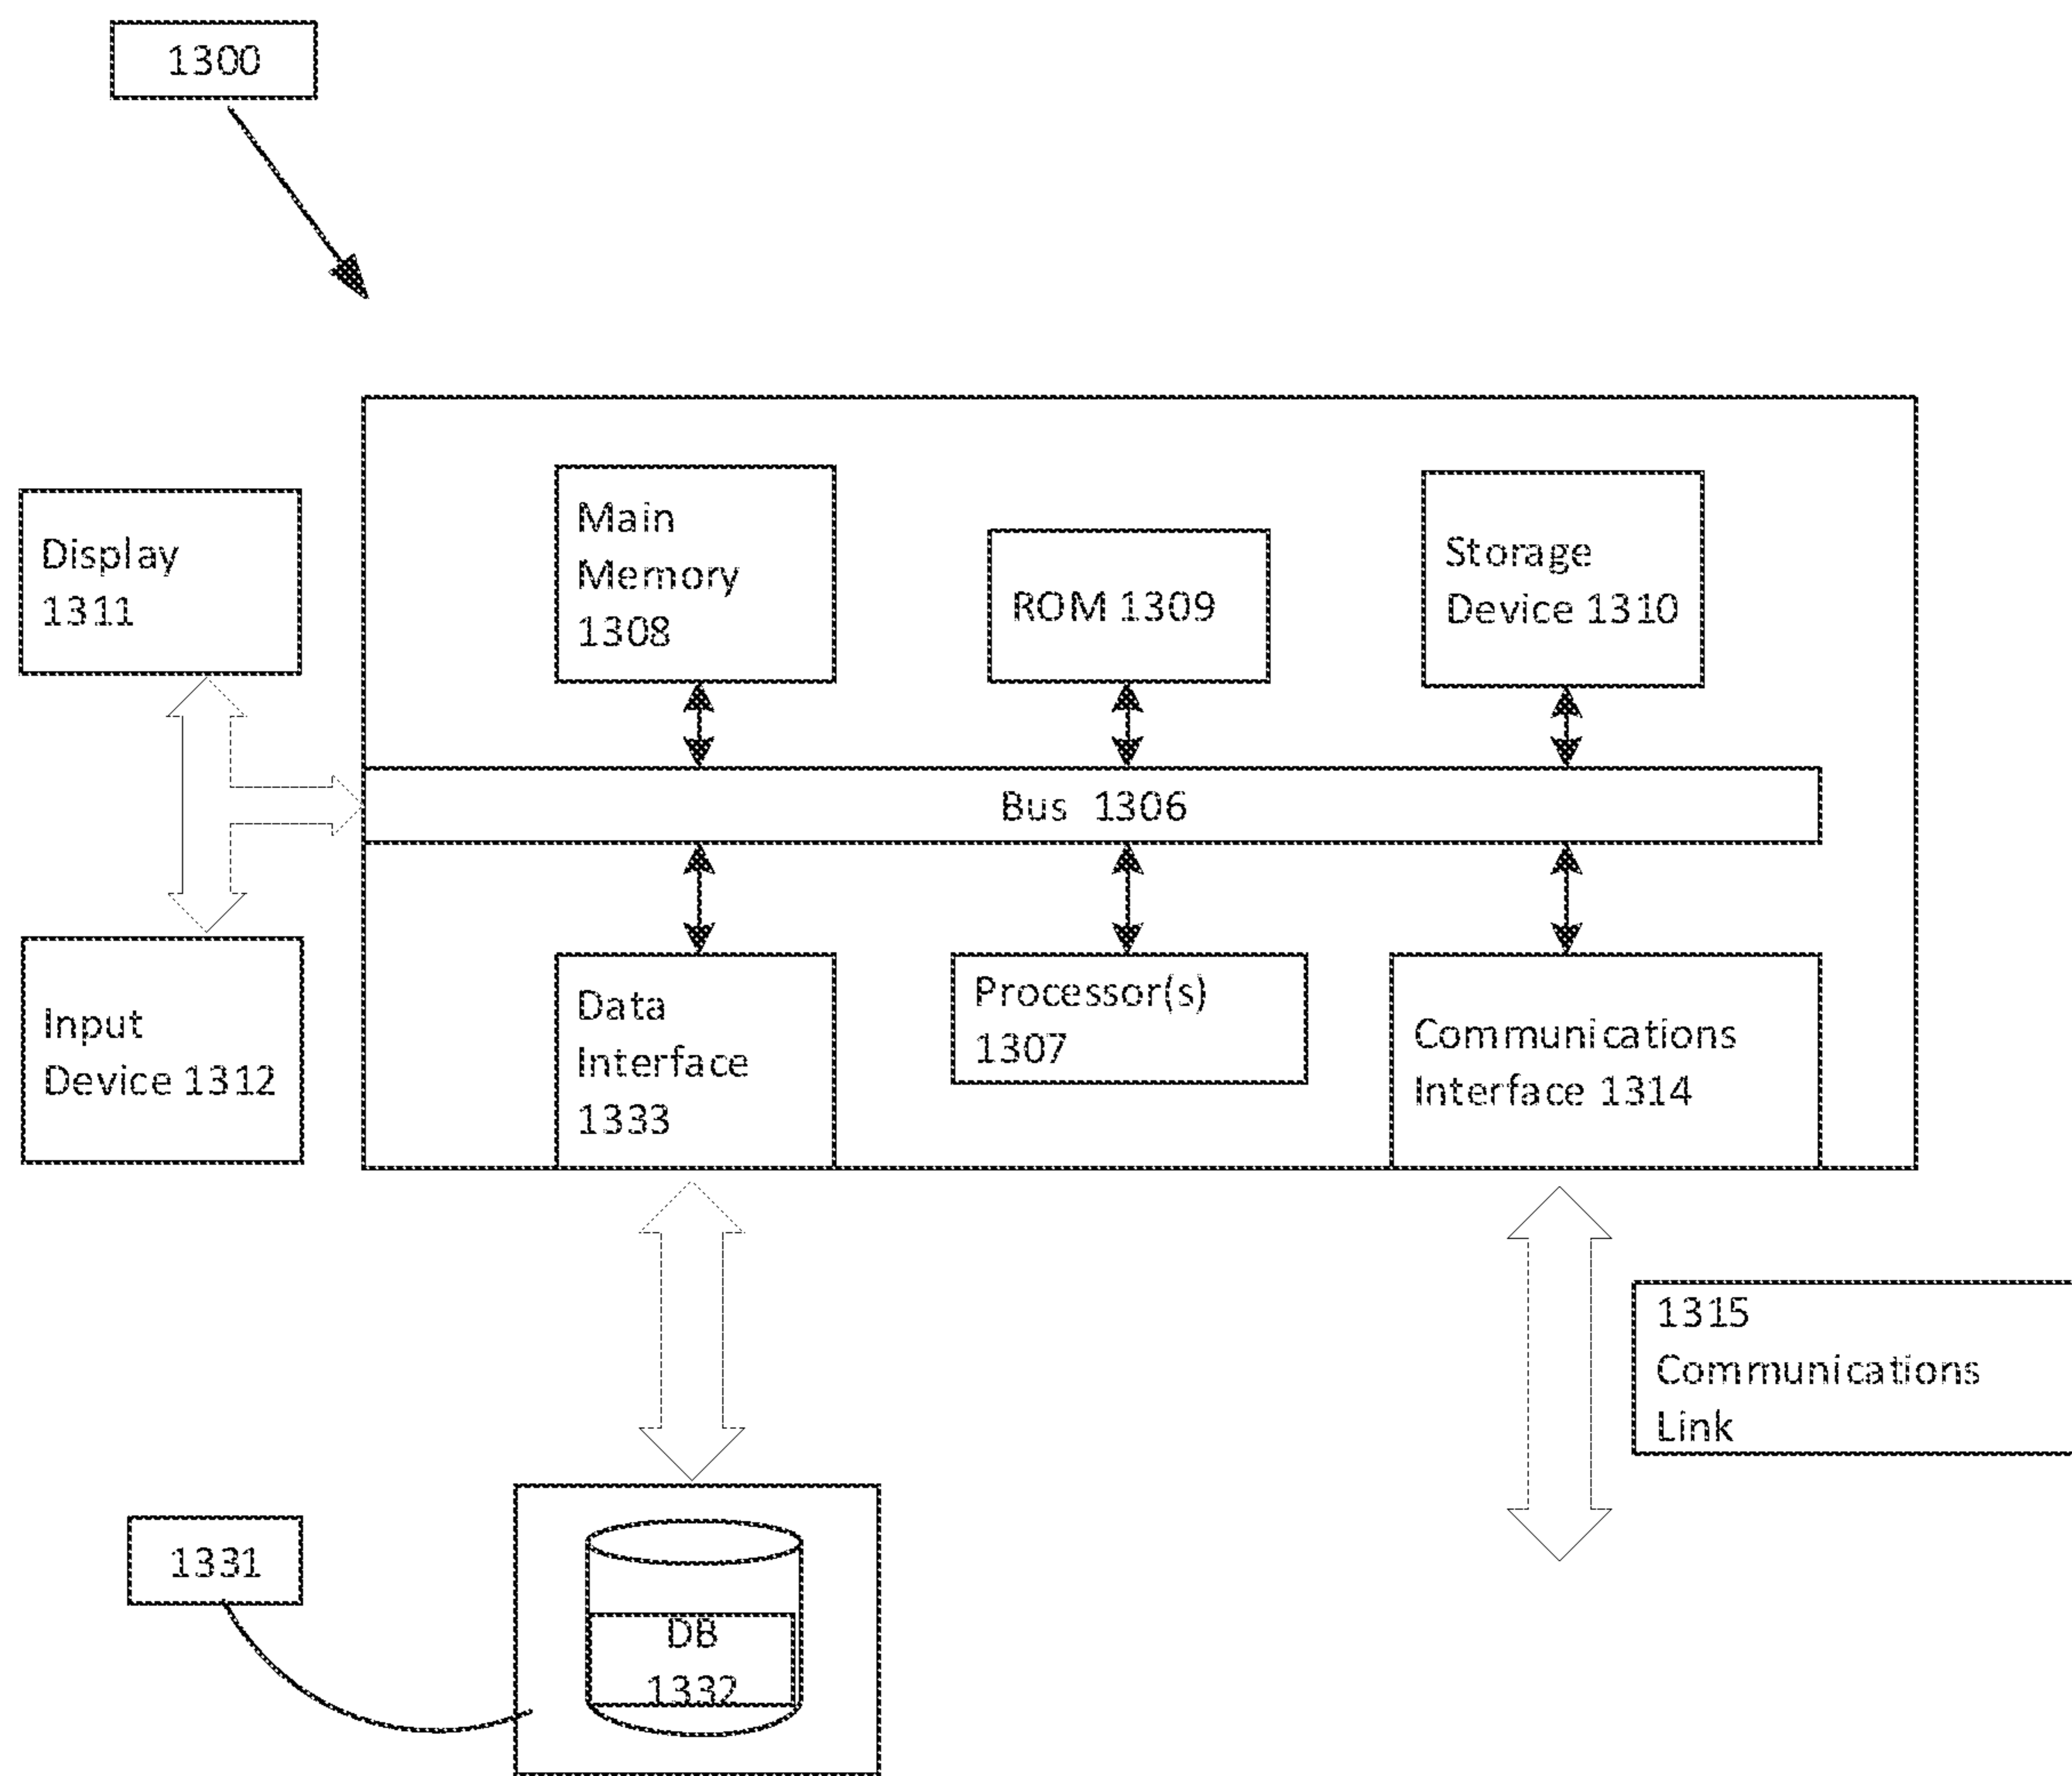 1300
Display
1311
Main
Memory
1308
ROM 1309
Storage
Device 1310
Bus 1306
Input
Device 1312
Data
Interface
1333
Processor(s)
1307
Communications
Interface 1314
1315
Communications
Link
1331
DB
1332